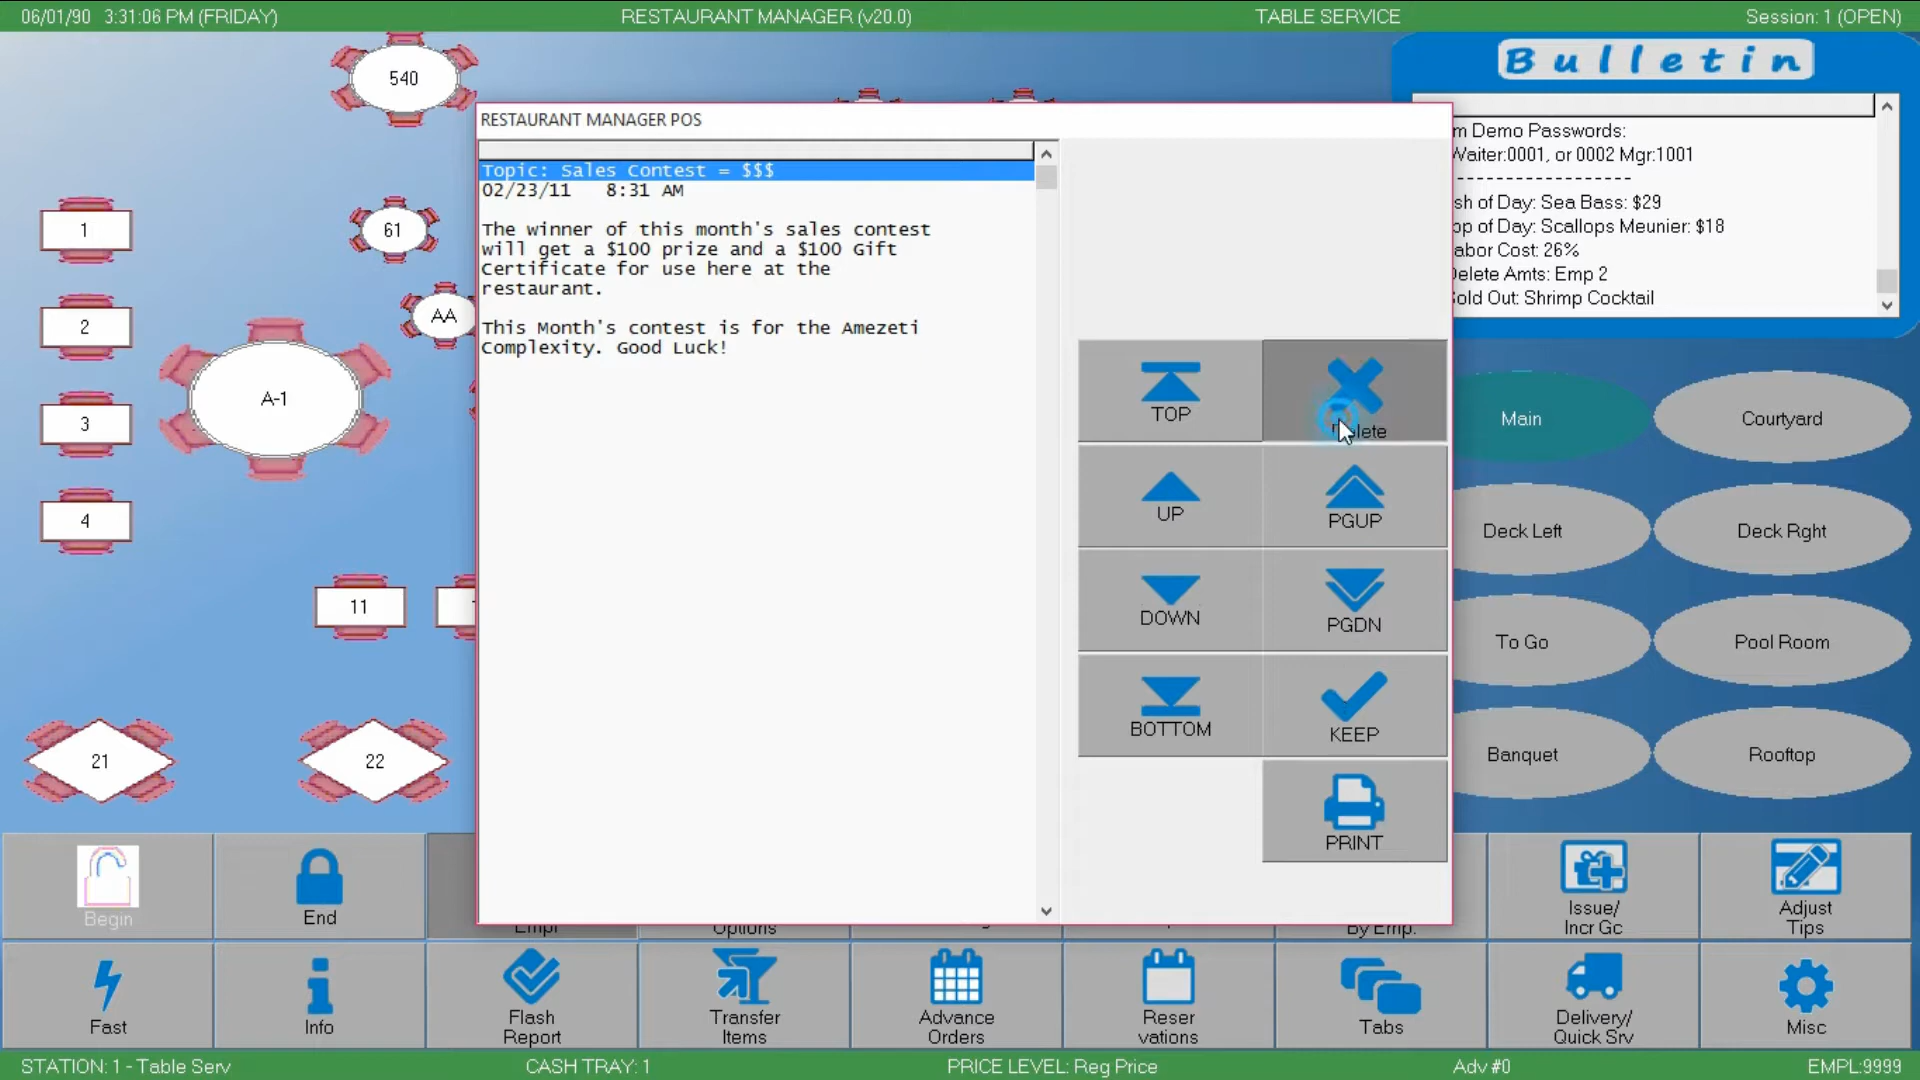 06/01/90 3:31:06 PM (FRIDAY)
RESTAURANT MANAGER (v20.0)
TABLE SERVICE
Session: 1 (OPEN)
Bulletin
m Demo Passwords:
Waiter:0001, or 0002 Mgr:1001
-----------------
sh of Day: Sea Bass: $29
op of Day: Scallops Meunier: $18
abor Cost: 26%
Delete Amts: Emp 2
Sold Out: Shrimp Cocktail
540
1
61
2
AA
A-1
3
4
11
21
22
RESTAURANT MANAGER POS
Topic: Sales Contest = $$$
02/23/11 8:31 AM
The winner of this month's sales contest
will get a $100 prize and a $100 Gift
Certificate for use here at the
restaurant.
This Month's contest is for the Amezeti
Complexity. Good Luck!
TOP
UP
PGUP
DOWN
PGDN
BOTTOM
KEEP
PRINT
Main
Courtyard
Deck Left
Deck Rght
To Go
Pool Room
Banquet
Rooftop
Begin
End
Empl
Options
By Emp.
Issue/
Incr Gc
Adjust
Tips
Fast
Info
Flash
Report
Transfer
Items
Advance
Orders
Reser
vations
Tabs
Delivery/
Quick Srv
Misc
STATION: 1 - Table Serv
CASH TRAY: 1
PRICE LEVEL: Reg Price
Adv #0
EMPL:9999